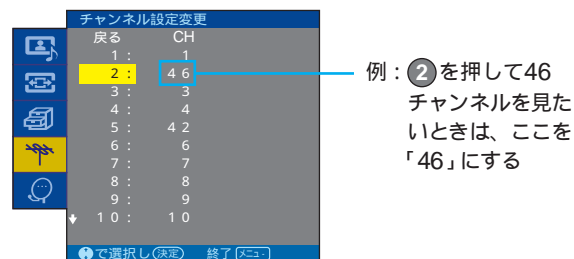 チャンネル設定変更
戻る CH
1 : 1
2 : 46
3 : 3
4 : 4
5 : 42
6 : 6
7 : 7
8 : 8
9 : 9
10 : 10
で選択し 決定 終了 メニュー
例：2を押して46
チャンネルを見た
いときは、ここを
「46」にする